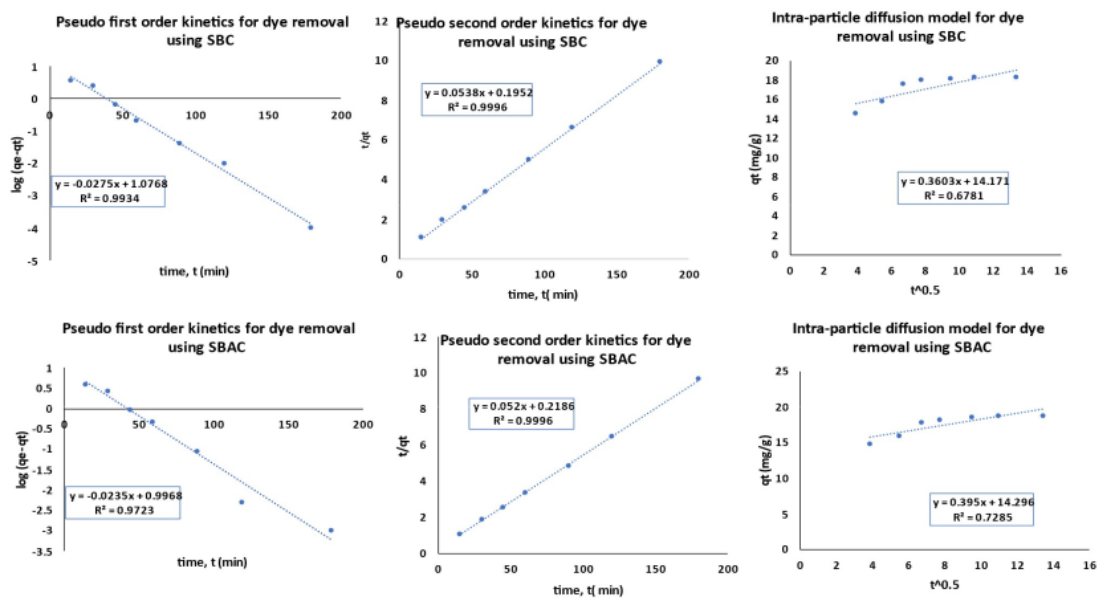 Pseudo first order kinetics for dye removal
using SBC
1
0
-1
-2
-3
-4
-5
0
50
100
150
200
log (qe-qt)
time, t (min)
y = -0.0275x + 1.0768
R² = 0.9934
Pseudo second order kinetics for dye
removal using SBC
12
10
8
6
4
2
0
0
50
100
150
200
t/qt
time, t( min)
y = 0.0538x + 0.1952
R² = 0.9996
Intra-particle diffusion model for dye
removal using SBC
20
18
16
14
12
10
8
6
4
2
0
0
2
4
6
8
10
12
14
16
qt (mg/g)
t^0.5
y = 0.3603x + 14.171
R² = 0.6781
Pseudo first order kinetics for dye removal
using SBAC
1
0.5
0
-0.5
-1
-1.5
-2
-2.5
-3
-3.5
0
50
100
150
200
log (qe-qt)
time, t (min)
y = -0.0235x + 0.9968
R² = 0.9723
Pseudo second order kinetics for dye
removal using SBAC
12
10
8
6
4
2
0
0
50
100
150
200
t/qt
time, t( min)
y = 0.052x + 0.2186
R² = 0.9996
Intra-particle diffusion model for dye
removal using SBAC
25
20
15
10
5
0
0
2
4
6
8
10
12
14
16
qt (mg/g)
t^0.5
y = 0.395x + 14.296
R² = 0.7285